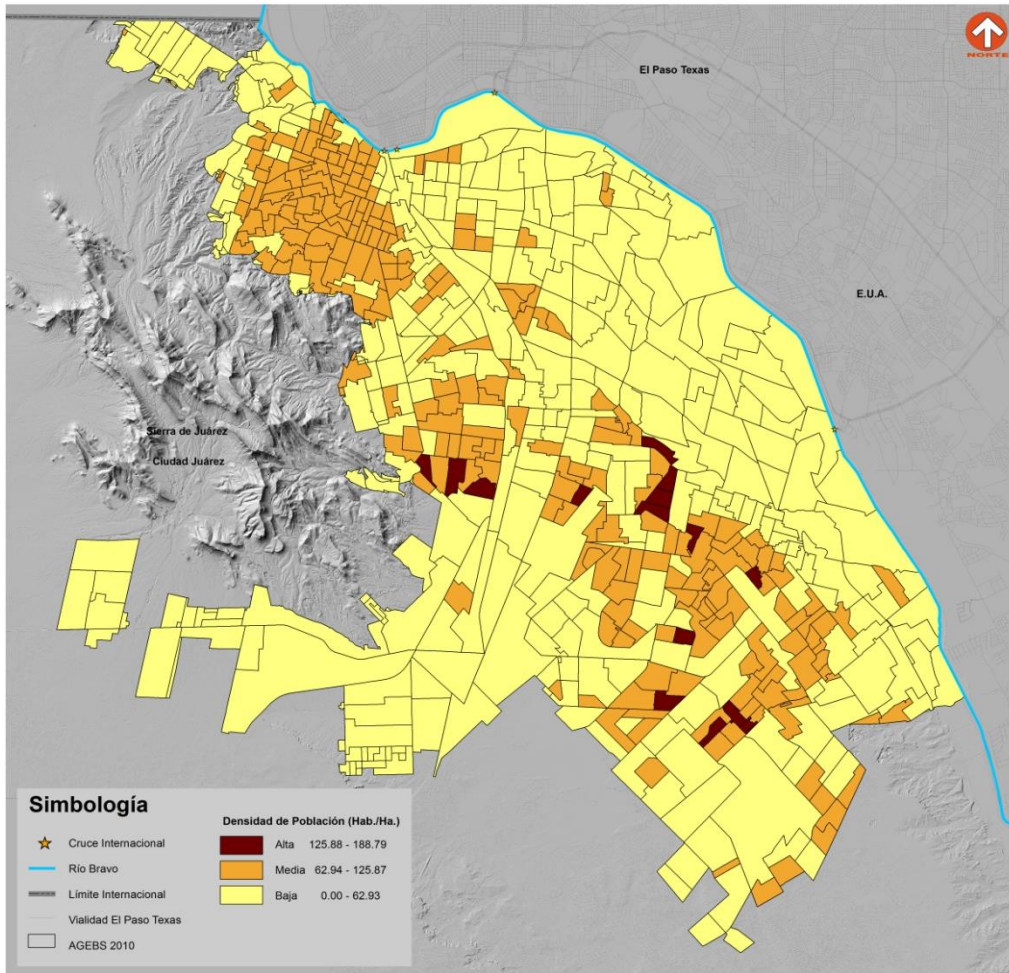 NORTE
El Paso Texas
E.U.A.
Sierra de Juárez
Ciudad Juárez
Simbología
Cruce Internacional
Río Bravo
Límite Internacional
Vialidad El Paso Texas
AGEBS 2010
Densidad de Población (Hab./Ha.)
Alta 125.88 - 188.79
Media 62.94 - 125.87
Baja 0.00 - 62.93